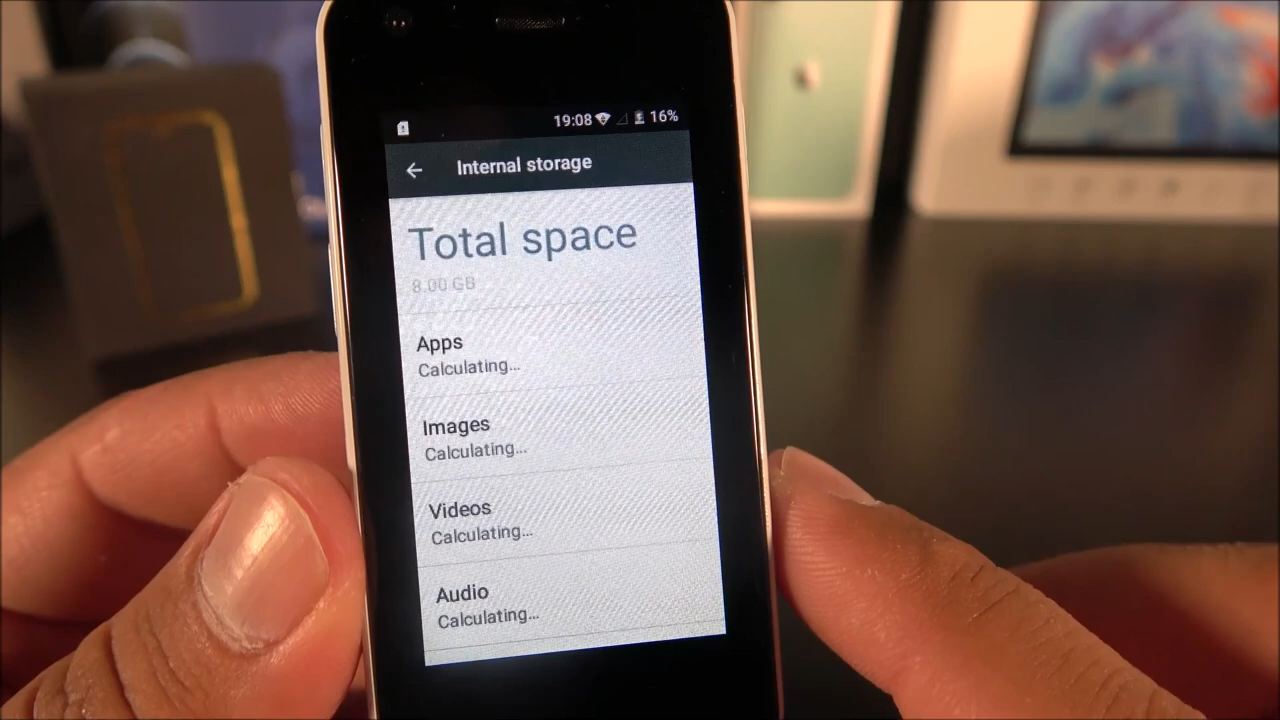 19:08 16%
Internal storage
Total space
8.00 GB
Apps
Calculating...
Images
Calculating...
Videos
Calculating...
Audio
Calculating...